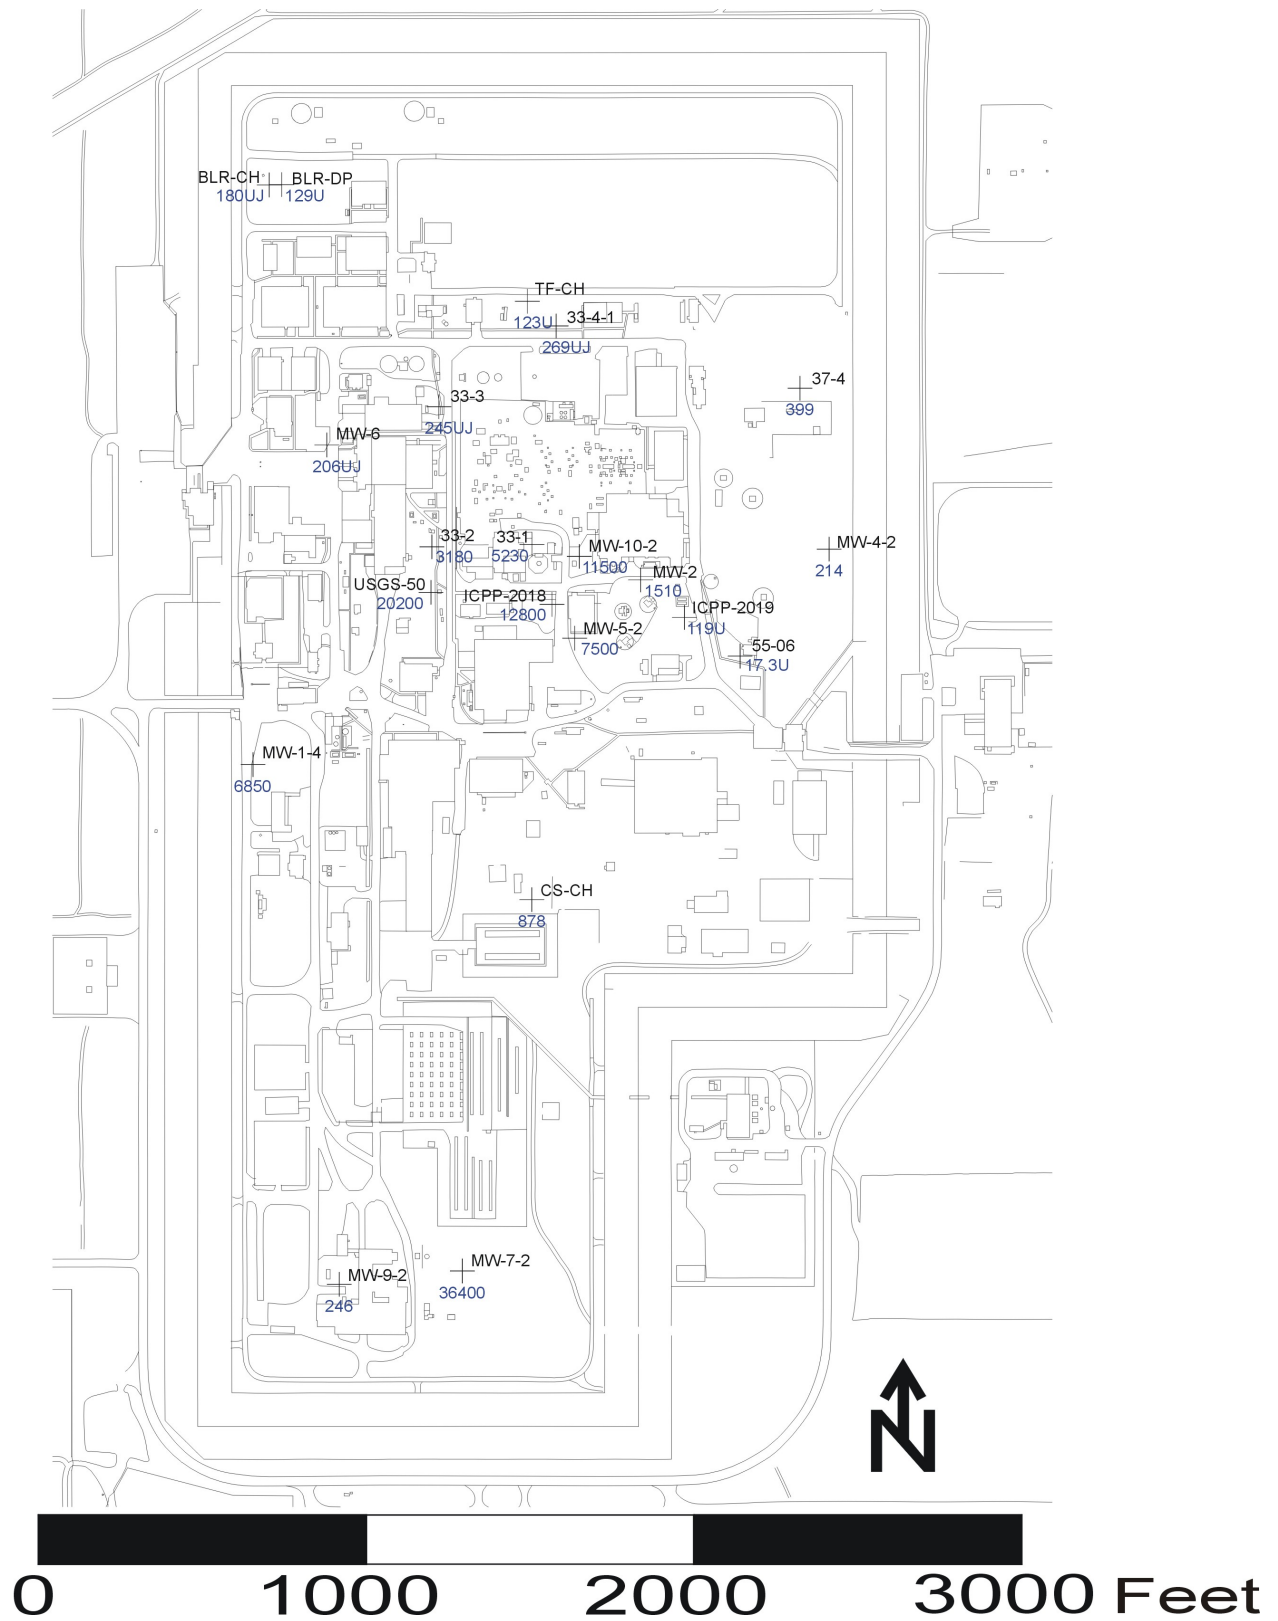 BLR-CH
BLR-DP
180UJ
129U
TF-CH
123U
33-4-1
269UJ
37-4
399
33-3
245UJ
MW-6
206UJ
33-2
3180
33-1
5230
MW-10-2
11500
MW-4-2
214
MW-2
1510
USGS-50
20200
ICPP-2018
12800
ICPP-2019
119U
MW-5-2
7500
55-06
17.3U
MW-1-4
6850
CS-CH
878
MW-7-2
36400
MW-9-2
246
N
0 1000 2000 3000 Feet